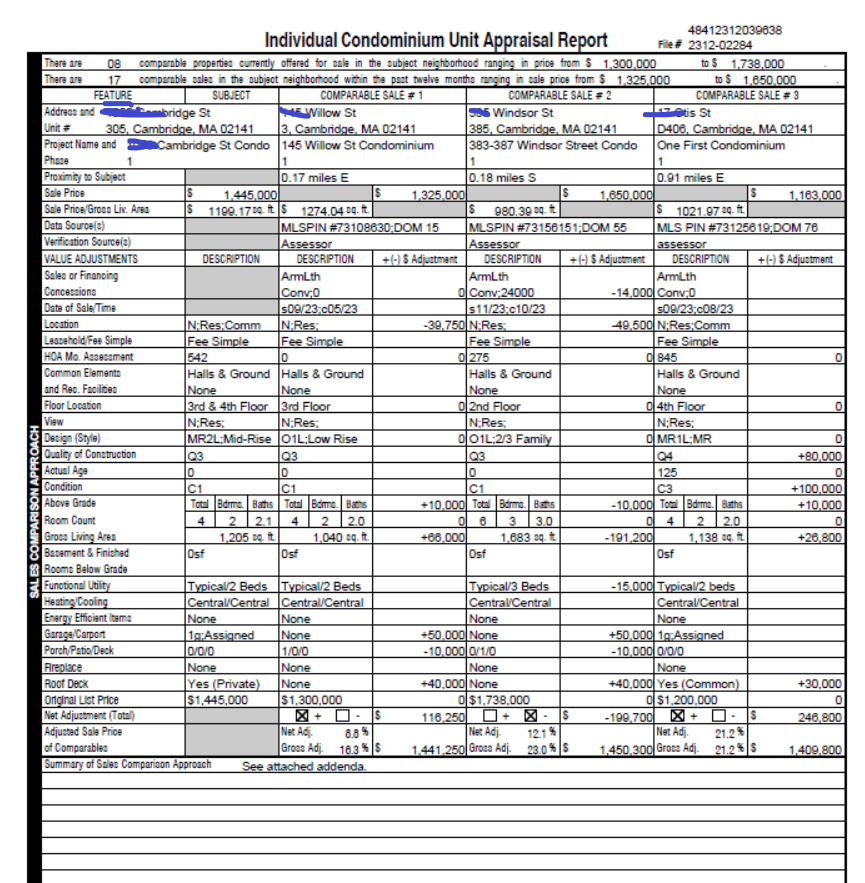 Individual Condominium Unit Appraisal Report
48412312039638
File # 2312-02284
There are 08 comparable properties currently offered for sale in the subject neighborhood ranging in price from $ 1,300,000 to $ 1,738,000 .
There are 17 comparable sales in the subject neighborhood within the past twelve months ranging in sale price from $ 1,325,000 to $ 1,650,000 .
FEATURE SUBJECT COMPARABLE SALE # 1 COMPARABLE SALE # 2 COMPARABLE SALE # 3
Address and Cambridge St Willow St Windsor St Otis St
Unit # 305, Cambridge, MA 02141 3, Cambridge, MA 02141 385, Cambridge, MA 02141 D406, Cambridge, MA 02141
Project Name and Cambridge St Condo 145 Willow St Condominium 383-387 Windsor Street Condo One First Condominium
Phase 1 1 1 1
Proximity to Subject 0.17 miles E 0.18 miles S 0.91 miles E
Sale Price $ 1,445,000 $ 1,325,000 $ 1,650,000 $ 1,163,000
Sale Price/Gross Liv. Area $ 1199.17 sq. ft. $ 1274.04 sq. ft. $ 980.39 sq. ft. $ 1021.97 sq. ft.
Data Source(s) MLSPIN #73108630;DOM 15 MLSPIN #73156151;DOM 55 MLS PIN #73125619;DOM 76
Verification Source(s) Assessor Assessor assessor
VALUE ADJUSTMENTS DESCRIPTION DESCRIPTION +(-) $ Adjustment DESCRIPTION +(-) $ Adjustment DESCRIPTION +(-) $ Adjustment
Sales or Financing ArmLth ArmLth ArmLth
Concessions Conv;0 0 Conv;24000 -14,000 Conv;0
Date of Sale/Time s09/23;c05/23 s11/23;c10/23 s09/23;c08/23
Location N;Res;Comm N;Res; -39,750 N;Res; -49,500 N;Res;Comm
Leasehold/Fee Simple Fee Simple Fee Simple Fee Simple Fee Simple
HOA Mo. Assessment 542 0 0 275 0 845 0
Common Elements Halls & Ground Halls & Ground Halls & Ground Halls & Ground
and Rec. Facilities None None None None
Floor Location 3rd & 4th Floor 3rd Floor 0 2nd Floor 0 4th Floor 0
View N;Res; N;Res; N;Res; N;Res;
Design (Style) MR2L;Mid-Rise O1L;Low Rise 0 O1L;2/3 Family 0 MR1L;MR 0
Quality of Construction Q3 Q3 Q3 Q4 +80,000
Actual Age 0 0 0 125 0
Condition C1 C1 C1 C3 +100,000
Above Grade Total Bdrms. Baths Total Bdrms. Baths +10,000 Total Bdrms. Baths -10,000 Total Bdrms. Baths +10,000
Room Count 4 2 2.1 4 2 2.0 0 6 3 3.0 0 4 2 2.0 0
Gross Living Area 1,205 sq. ft. 1,040 sq. ft. +66,000 1,683 sq. ft. -191,200 1,138 sq. ft. +26,800
Basement & Finished 0sf 0sf 0sf 0sf
Rooms Below Grade
Functional Utility Typical/2 Beds Typical/2 Beds Typical/3 Beds -15,000 Typical/2 beds
Heating/Cooling Central/Central Central/Central Central/Central Central/Central
Energy Efficient Items None None None None
Garage/Carport 1g;Assigned None +50,000 None +50,000 1g;Assigned
Porch/Patio/Deck 0/0/0 1/0/0 -10,000 0/1/0 -10,000 0/0/0
Fireplace None None None None
Roof Deck Yes (Private) None +40,000 None +40,000 Yes (Common) +30,000
Original List Price $1,445,000 $1,300,000 0 $1,738,000 0 $1,200,000 0
Net Adjustment (Total) X + - $ 116,250 + X - $ -199,700 X + - $ 246,800
Adjusted Sale Price Net Adj. 8.8 % Net Adj. 12.1 % Net Adj. 21.2 %
of Comparables Gross Adj. 16.3 % $ 1,441,250 Gross Adj. 23.0 % $ 1,450,300 Gross Adj. 21.2 % $ 1,409,800
Summary of Sales Comparison Approach See attached addenda.
SALES COMPARISON APPROACH